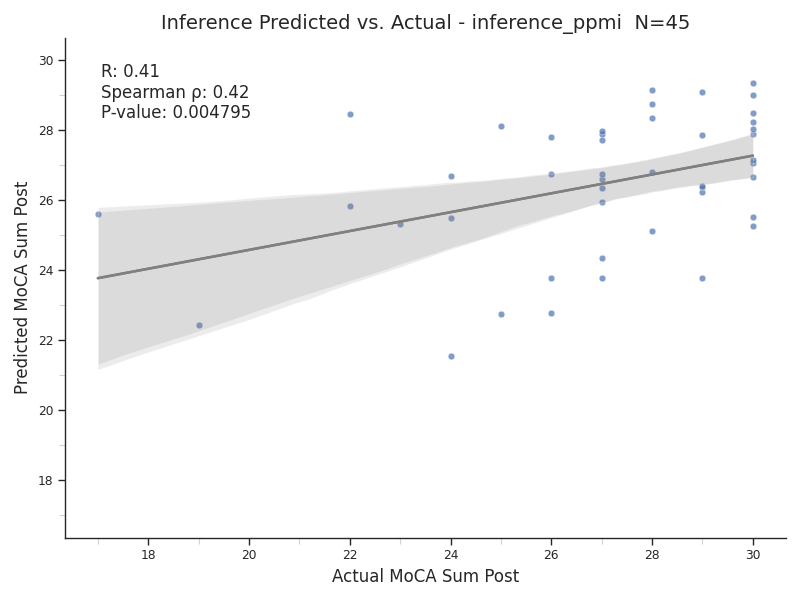 Inference Predicted vs. Actual - inference_ppmi  N=45
R: 0.41
Spearman ρ: 0.42
P-value: 0.004795
Predicted MoCA Sum Post
30
28
26
24
22
20
18
18 20 22 24 26 28 30
Actual MoCA Sum Post